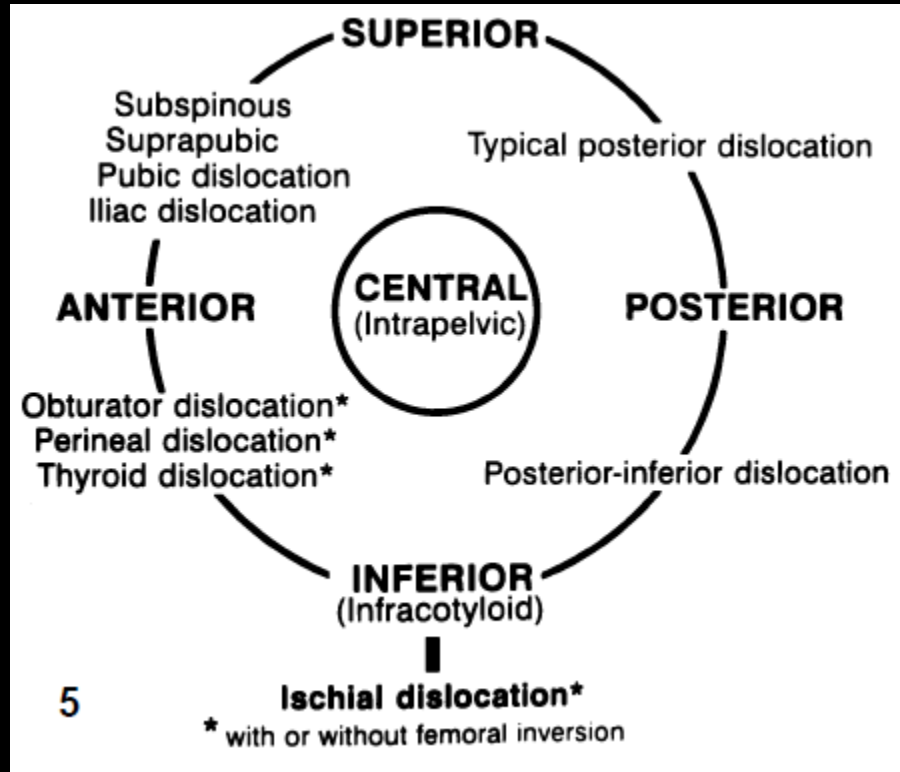 SUPERIOR
Subspinous
Suprapubic
Pubic dislocation
Iliac dislocation
Typical posterior dislocation
CENTRAL
(Intrapelvic)
ANTERIOR
POSTERIOR
Obturator dislocation*
Perineal dislocation*
Thyroid dislocation*
Posterior-inferior dislocation
INFERIOR
(Infracotyloid)
Ischial dislocation*
* with or without femoral inversion
5